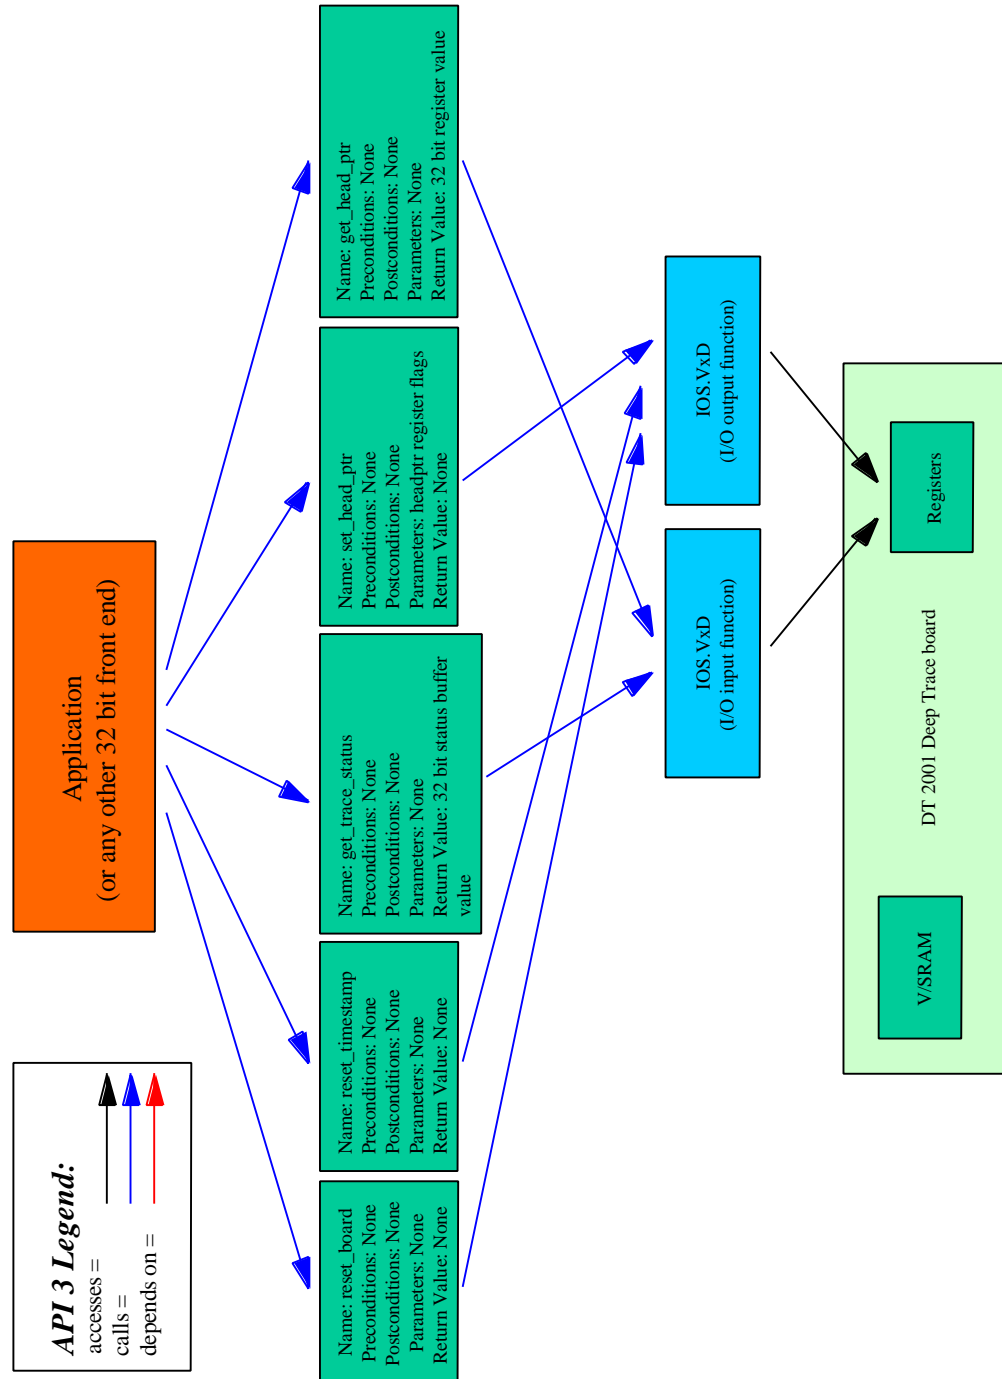 API 3 Legend:
accesses =
calls =
depends on =
Application
(or any other 32 bit front end)
Name: reset_board
Preconditions: None
Postconditions: None
Parameters: None
Return Value: None
Name: reset_timestamp
Preconditions: None
Postconditions: None
Parameters: None
Return Value: None
Name: get_trace_status
Preconditions: None
Postconditions: None
Parameters: None
Return Value: 32 bit status buffer
value
Name: set_head_ptr
Preconditions: None
Postconditions: None
Parameters: headptr register flags
Return Value: None
Name: get_head_ptr
Preconditions: None
Postconditions: None
Parameters: None
Return Value: 32 bit register value
IOS.VxD
(I/O input function)
IOS.VxD
(I/O output function)
V/SRAM
DT 2001 Deep Trace board
Registers